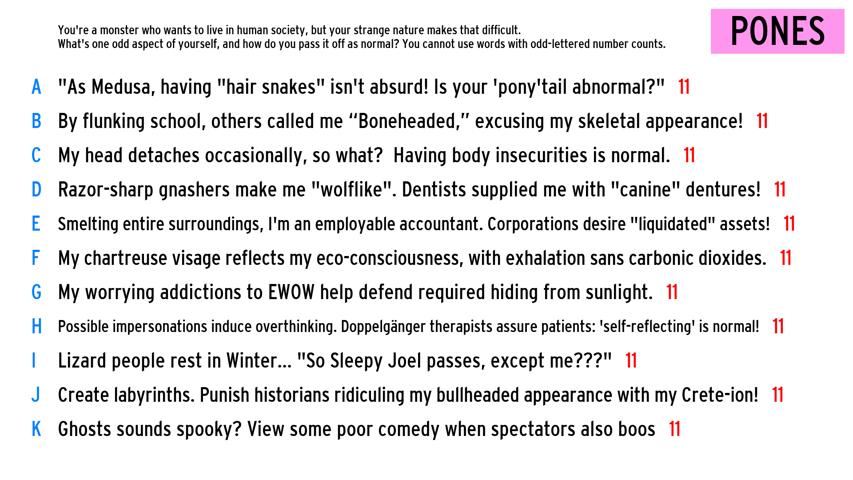 You're a monster who wants to live in human society, but your strange nature makes that difficult.
What's one odd aspect of yourself, and how do you pass it off as normal? You cannot use words with odd-lettered number counts.
PONES
A "As Medusa, having "hair snakes" isn't absurd! Is your 'pony'tail abnormal?" 11
B By flunking school, others called me “Boneheaded,” excusing my skeletal appearance! 11
C My head detaches occasionally, so what? Having body insecurities is normal. 11
D Razor-sharp gnashers make me "wolflike". Dentists supplied me with "canine" dentures! 11
E Smelting entire surroundings, I'm an employable accountant. Corporations desire "liquidated" assets! 11
F My chartreuse visage reflects my eco-consciousness, with exhalation sans carbonic dioxides. 11
G My worrying addictions to EWOW help defend required hiding from sunlight. 11
H Possible impersonations induce overthinking. Doppelgänger therapists assure patients: 'self-reflecting' is normal! 11
I Lizard people rest in Winter... "So Sleepy Joel passes, except me???" 11
J Create labyrinths. Punish historians ridiculing my bullheaded appearance with my Crete-ion! 11
K Ghosts sounds spooky? View some poor comedy when spectators also boos 11